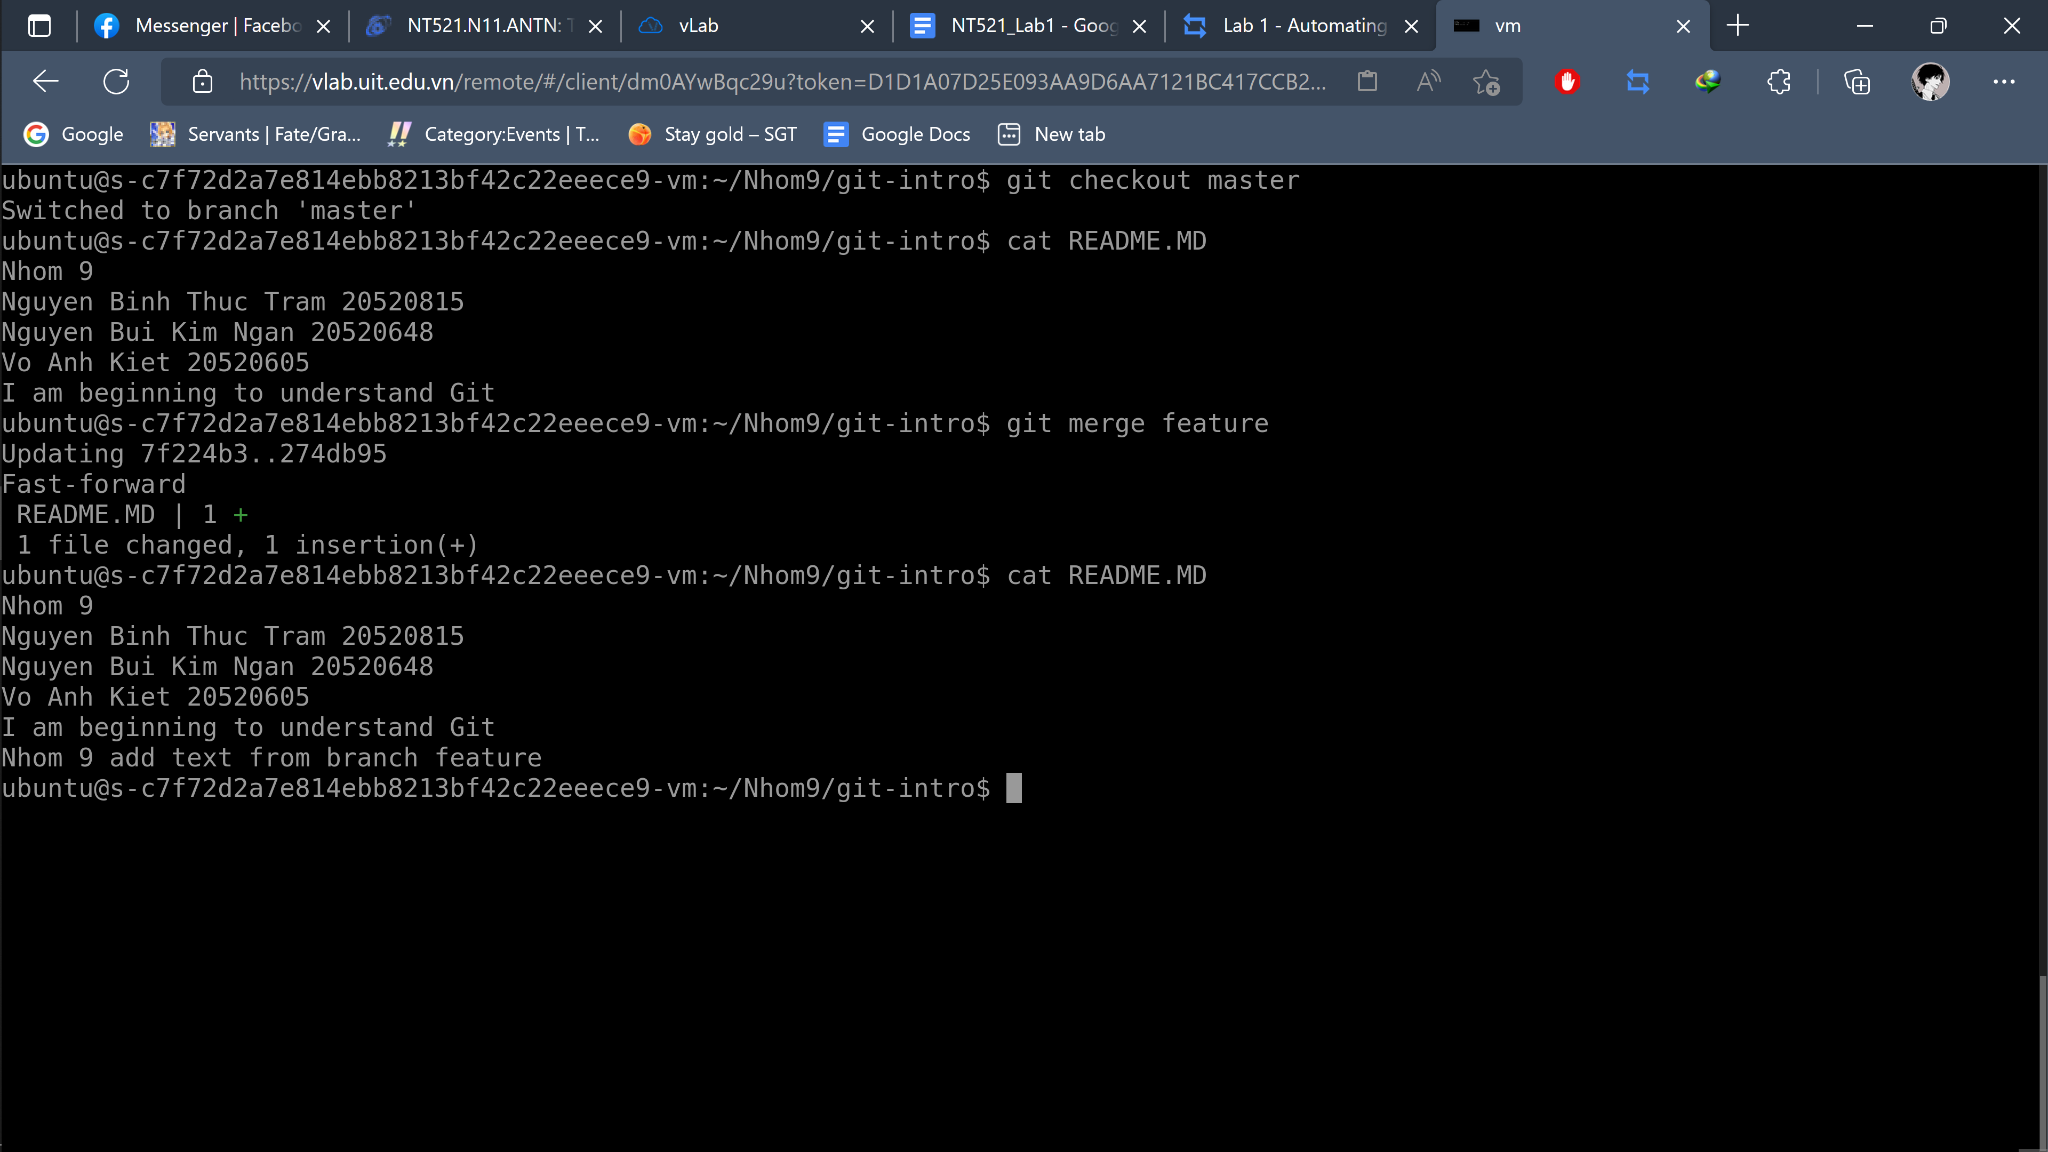 Messenger | Facebo
NT521.N11.ANTN:
vLab
NT521_Lab1 - Goog
Lab 1 - Automating
vm
https://vlab.uit.edu.vn/remote/#/client/dm0AYwBqc29u?token=D1D1A07D25E093AA9D6AA7121BC417CCB2...
Google
Servants | Fate/Gra...
Category:Events | T...
Stay gold – SGT
Google Docs
New tab
ubuntu@s-c7f72d2a7e814ebb8213bf42c22eeece9-vm:~/Nhom9/git-intro$ git checkout master
Switched to branch 'master'
ubuntu@s-c7f72d2a7e814ebb8213bf42c22eeece9-vm:~/Nhom9/git-intro$ cat README.MD
Nhom 9
Nguyen Binh Thuc Tram 20520815
Nguyen Bui Kim Ngan 20520648
Vo Anh Kiet 20520605
I am beginning to understand Git
ubuntu@s-c7f72d2a7e814ebb8213bf42c22eeece9-vm:~/Nhom9/git-intro$ git merge feature
Updating 7f224b3..274db95
Fast-forward
 README.MD | 1 +
 1 file changed, 1 insertion(+)
ubuntu@s-c7f72d2a7e814ebb8213bf42c22eeece9-vm:~/Nhom9/git-intro$ cat README.MD
Nhom 9
Nguyen Binh Thuc Tram 20520815
Nguyen Bui Kim Ngan 20520648
Vo Anh Kiet 20520605
I am beginning to understand Git
Nhom 9 add text from branch feature
ubuntu@s-c7f72d2a7e814ebb8213bf42c22eeece9-vm:~/Nhom9/git-intro$